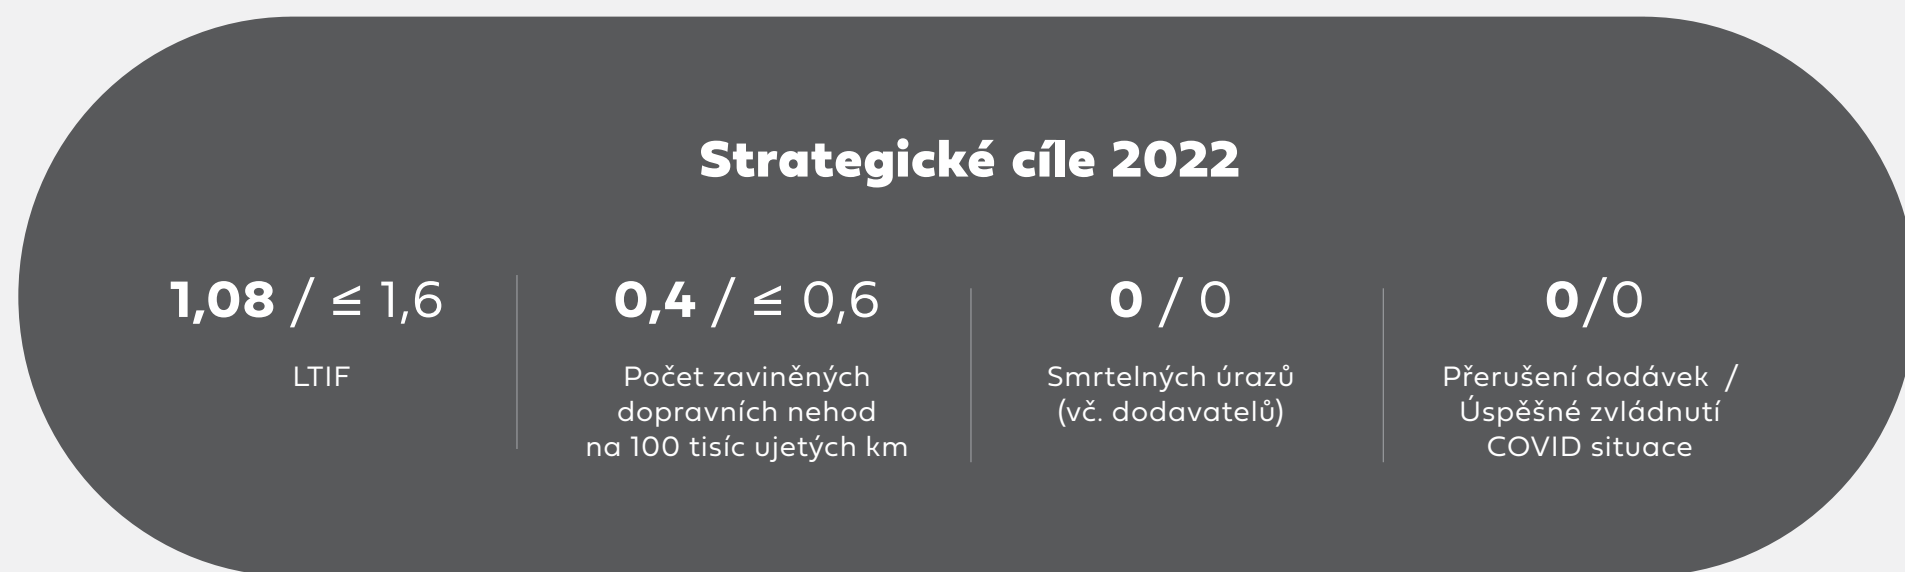 Strategické cíle 2022
1,08 / ≤ 1,6
LTIF
0,4 / ≤ 0,6
Počet zaviněných
dopravních nehod
na 100 tisíc ujetých km
0 / 0
Smrtelných úrazů
(vč. dodavatelů)
0/0
Přerušení dodávek /
Úspěšné zvládnutí
COVID situace